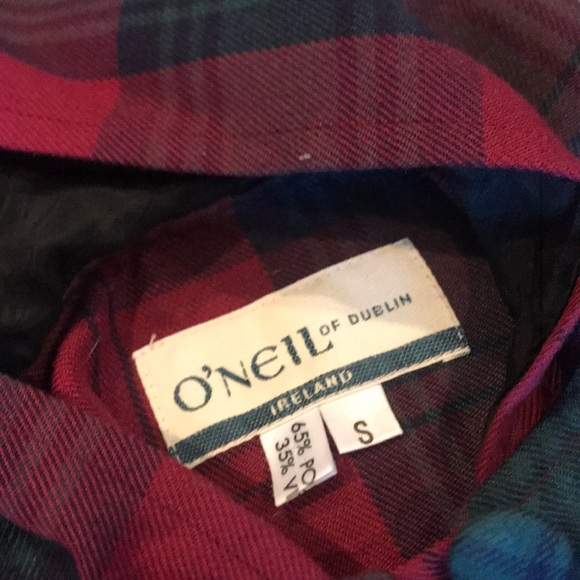 O'NEIL OF DUBLIN
IRELAND
S
65% PO
35% V